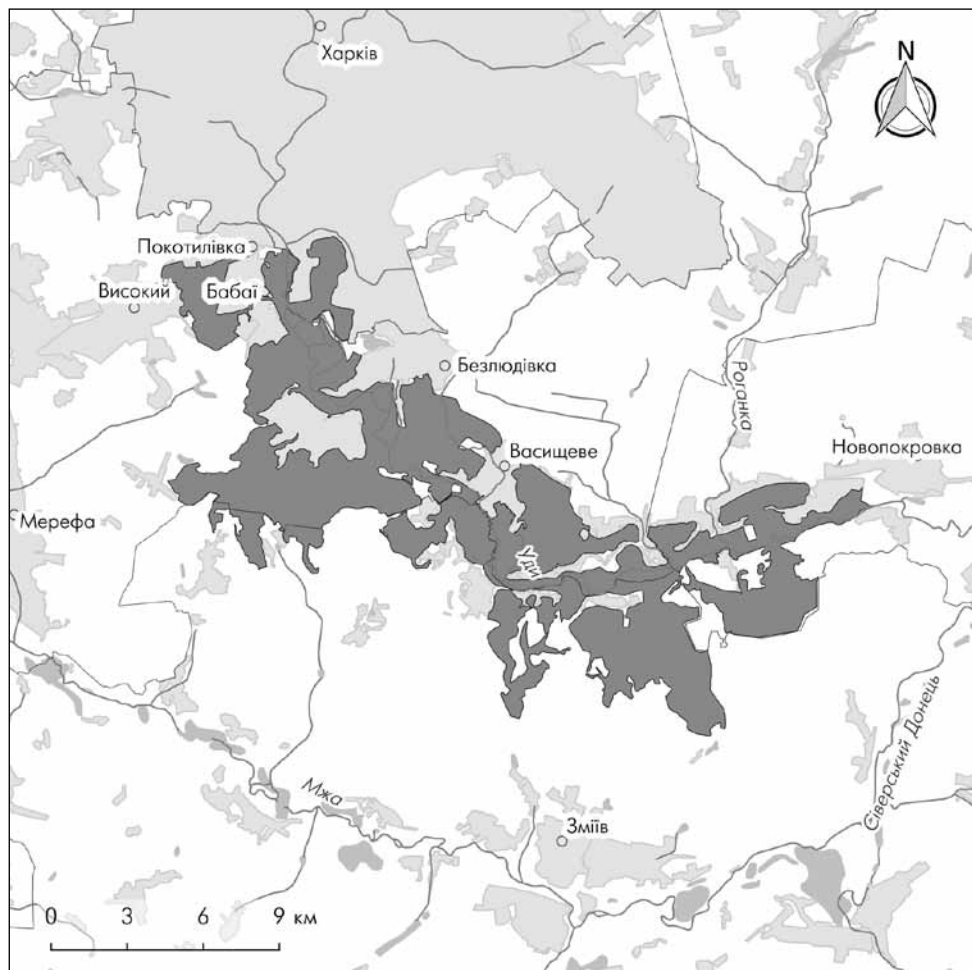 Харків
N
Покотилівка
Високий
Бабаї
Безлюдівка
Роганка
Васищеве
Новопокровка
Мерефа
Уди
Сіверський Донець
Мжа
Зміїв
0 3 6 9 км